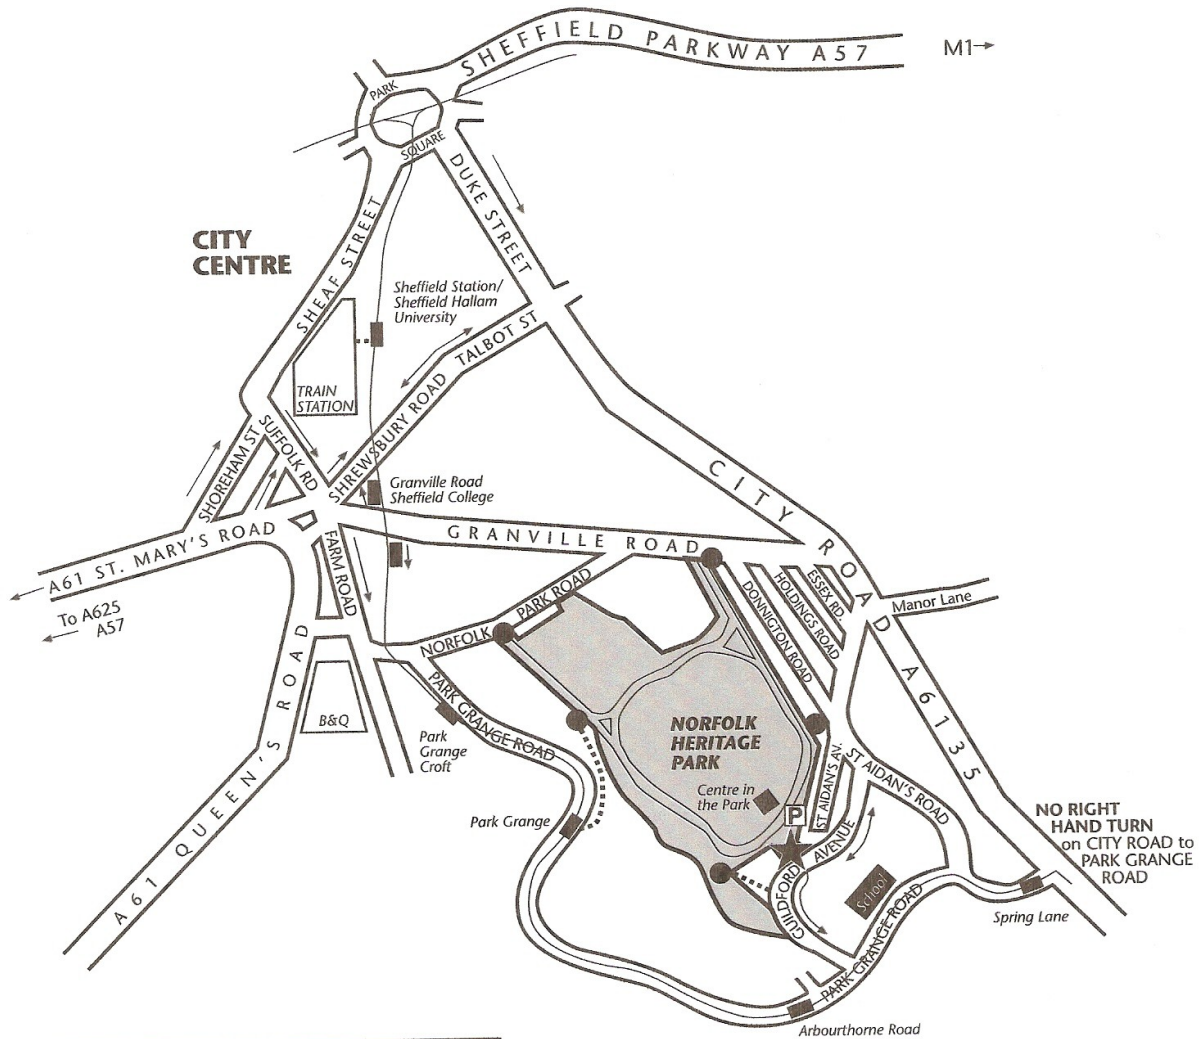 SHEFFIELD PARKWAY A57
M1
PARK
SQUARE
DUKE STREET
CITY
CENTRE
SHEAF STREET
Sheffield Station/
Sheffield Hallam
University
TALBOT ST
TRAIN
STATION
SHREWSBURY ROAD
SHOREHAM ST
SUFFOLK RD
Granville Road
Sheffield College
CITY ROAD A6135
A61 ST. MARY'S ROAD
GRANVILLE ROAD
FARM ROAD
To A625
A57
NORFOLK PARK ROAD
DONNINGTON ROAD
HOLDINGS ROAD
ESSEX RD.
Manor Lane
A61 QUEEN'S ROAD
B&Q
PARK GRANGE ROAD
Park
Grange
Croft
NORFOLK
HERITAGE
PARK
Centre in
the Park
P
ST AIDAN'S AV.
ST AIDAN'S ROAD
Park Grange
GUILDFORD AVENUE
School
NO RIGHT
HAND TURN
on CITY ROAD to
PARK GRANGE
ROAD
Spring Lane
PARK GRANGE ROAD
Arbourthorne Road